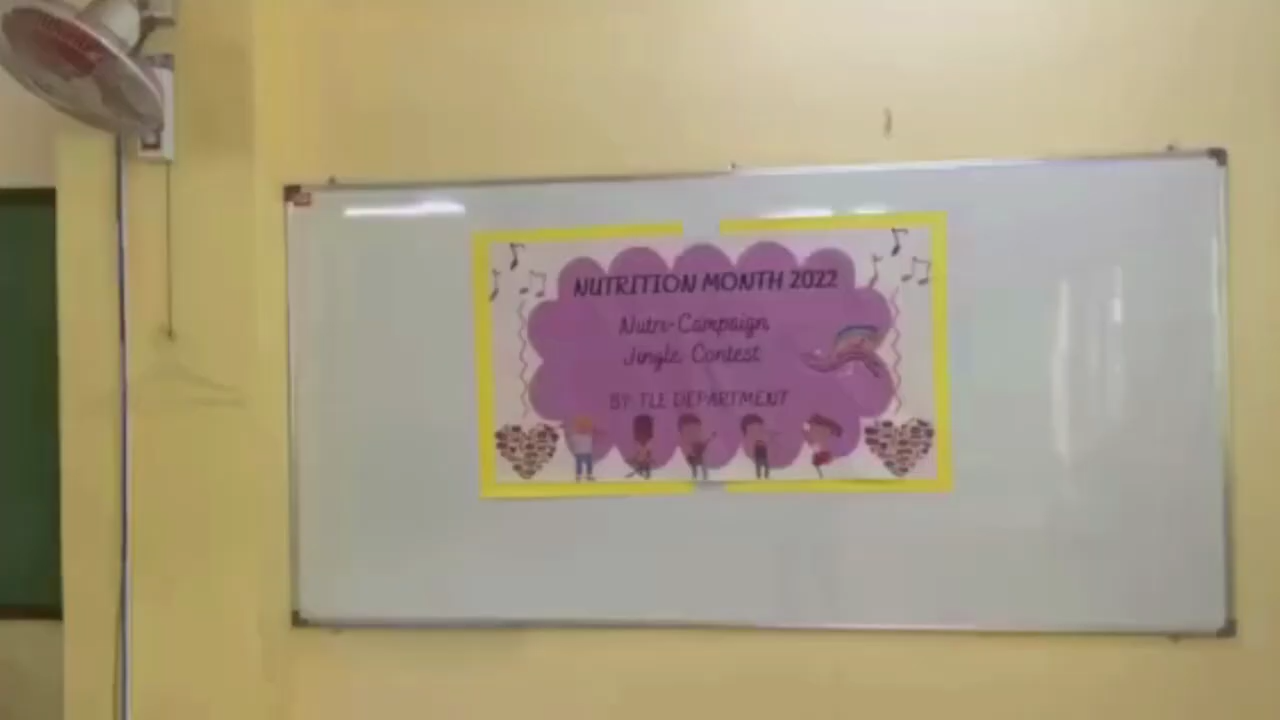 NUTRITION MONTH 2022
Nutri-Campaign
Jingle Contest
BY TLE DEPARTMENT